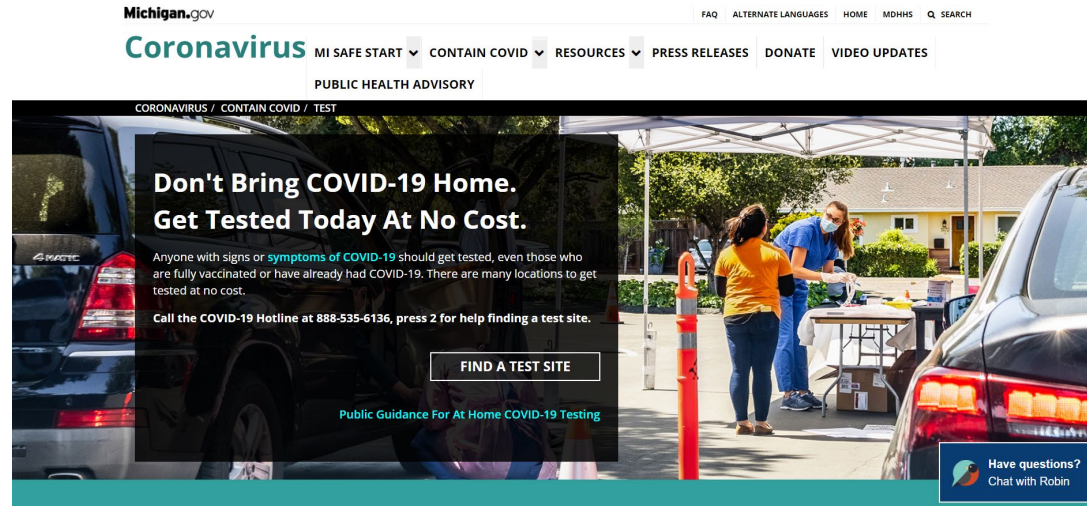 Michigan.gov
FAQ ALTERNATE LANGUAGES HOME MDHHS SEARCH
Coronavirus
MI SAFE START CONTAIN COVID RESOURCES PRESS RELEASES DONATE VIDEO UPDATES
PUBLIC HEALTH ADVISORY
CORONAVIRUS / CONTAIN COVID / TEST
Don't Bring COVID-19 Home.
Get Tested Today At No Cost.
4MATIC
Anyone with signs or symptoms of COVID-19 should get tested, even those who
are fully vaccinated or have already had COVID-19. There are many locations to get
tested at no cost.
Call the COVID-19 Hotline at 888-535-6136, press 2 for help finding a test site.
FIND A TEST SITE
Public Guidance For At Home COVID-19 Testing
Have questions?
Chat with Robin